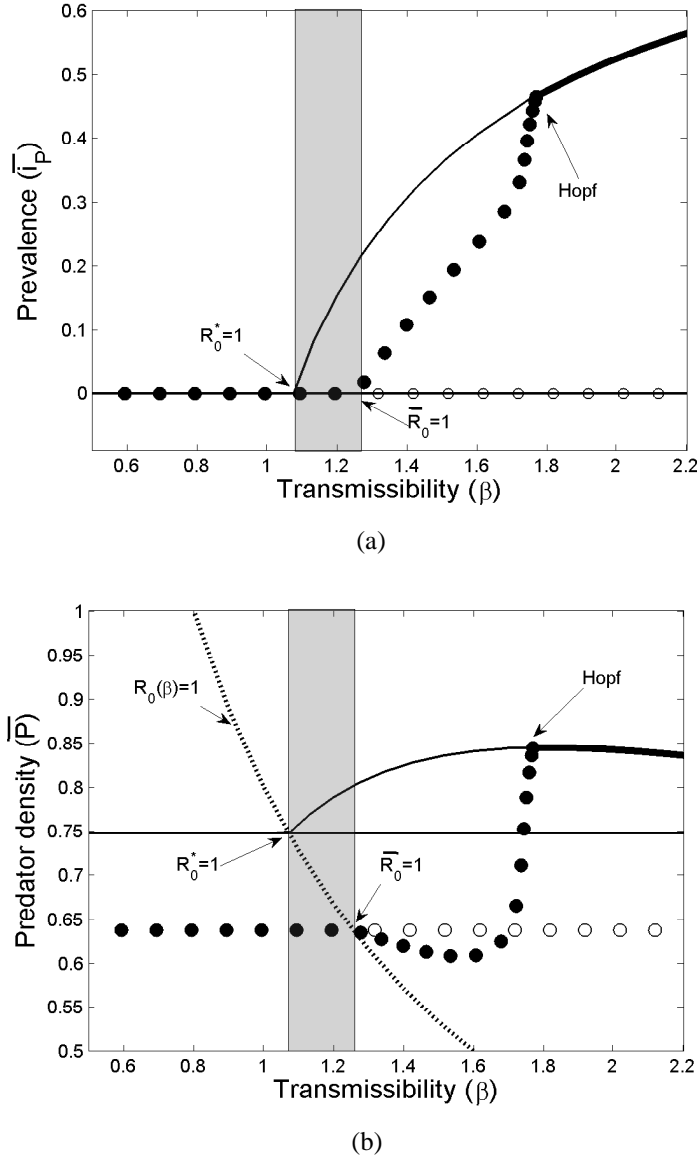 0.6
0.5
0.4
0.3
0.2
0.1
0
Prevalence (i̅_P)
Hopf
R₀*=1
R̅₀=1
0.6 0.8 1 1.2 1.4 1.6 1.8 2 2.2
Transmissibility (β)
(a)
1
0.95
0.9
0.85
0.8
0.75
0.7
0.65
0.6
0.55
0.5
Predator density (P̅)
R₀(β)=1
Hopf
R₀*=1
R̅₀=1
0.6 0.8 1 1.2 1.4 1.6 1.8 2 2.2
Transmissibility (β)
(b)